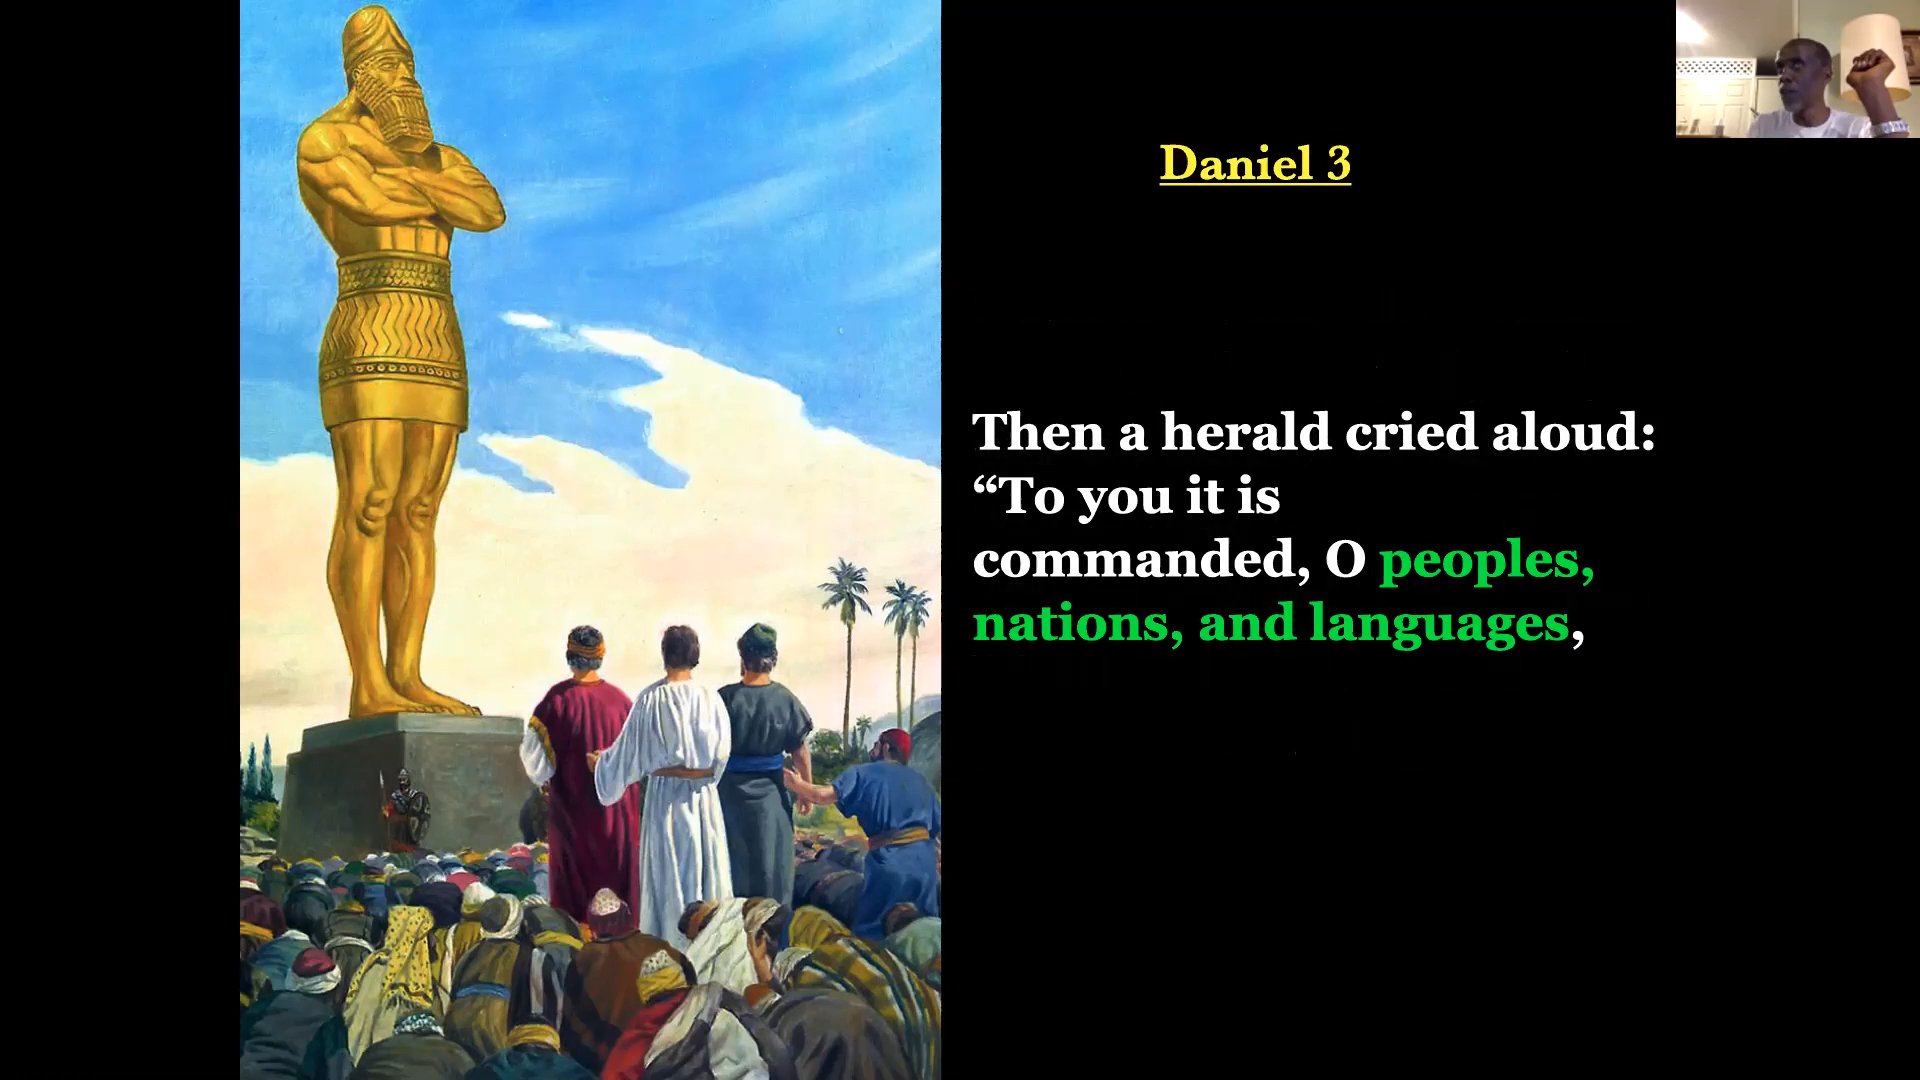 Daniel 3
Then a herald cried aloud:
“To you it is
commanded, O peoples,
nations, and languages,